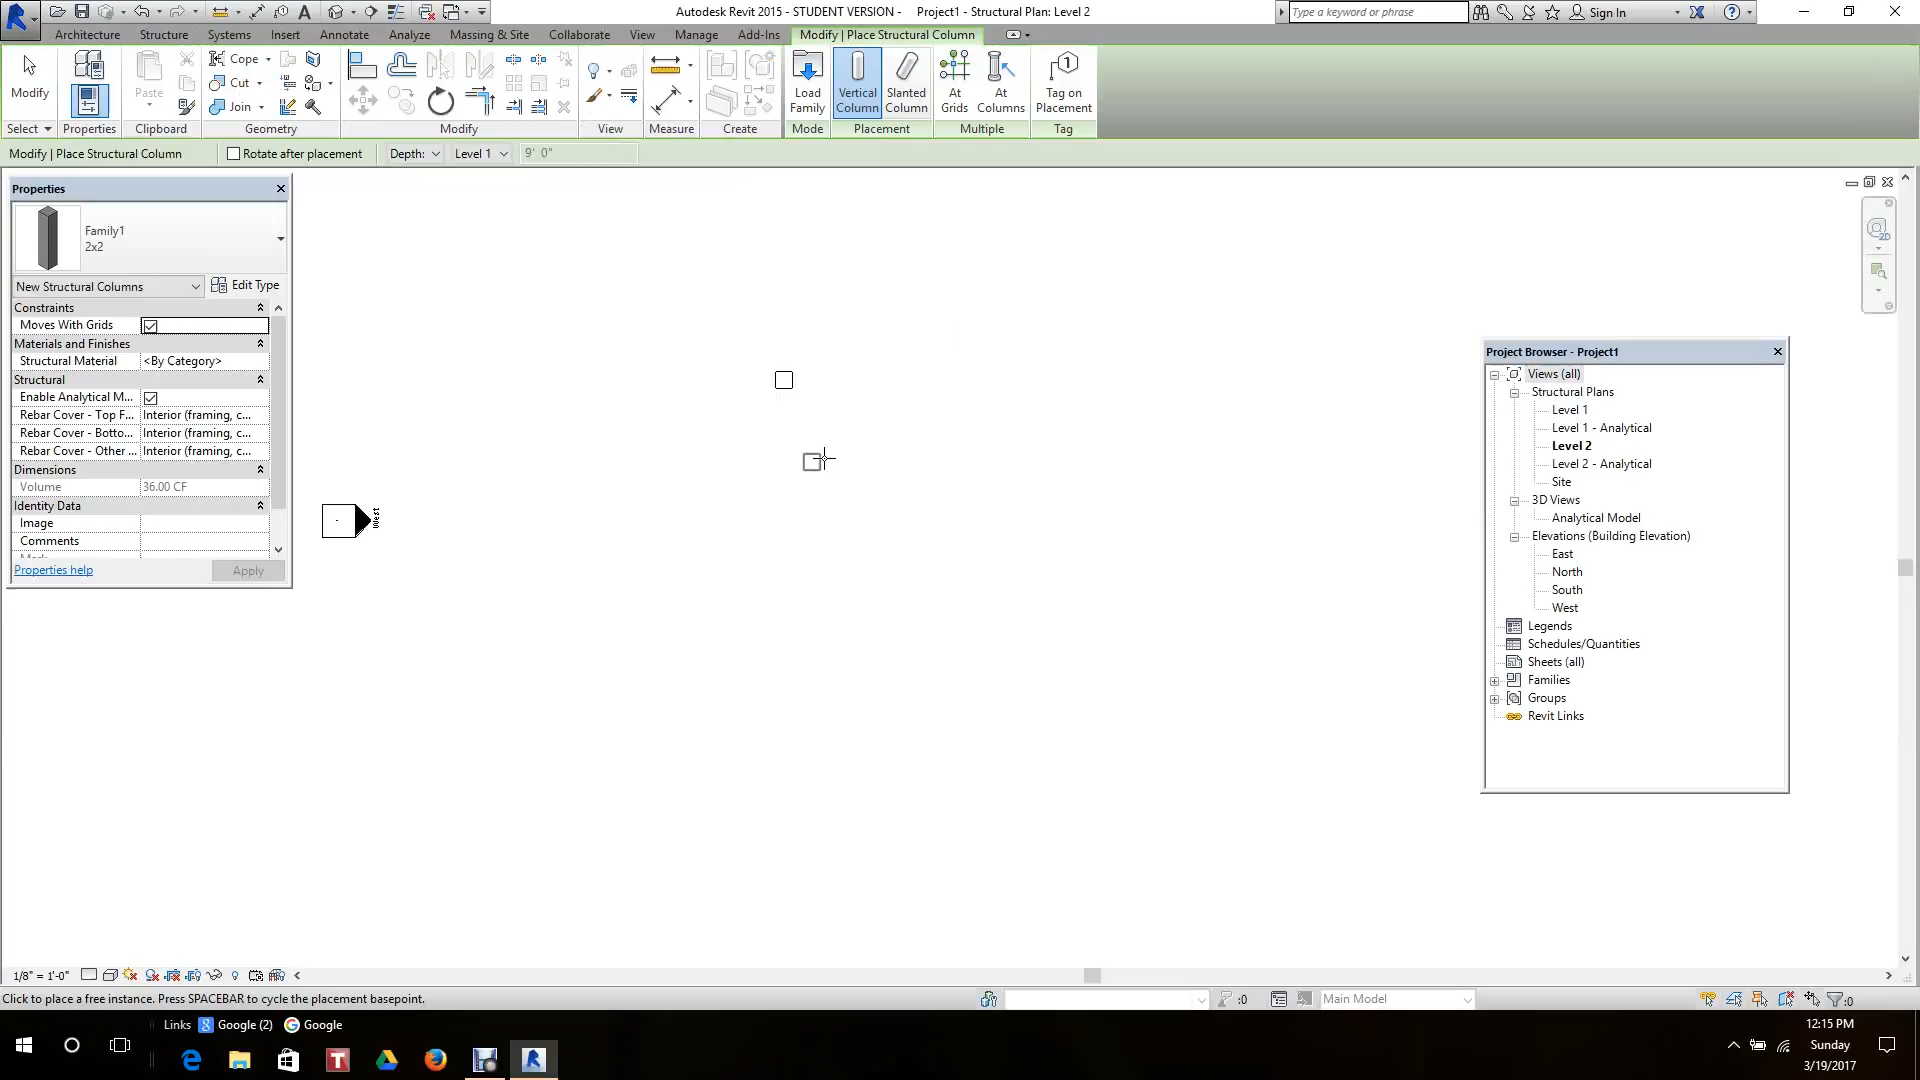 Autodesk Revit 2015 - STUDENT VERSION - Project1 - Structural Plan: Level 2
Type a keyword or phrase
Sign In
Architecture Structure Systems Insert Annotate Analyze Massing & Site Collaborate View Manage Add-Ins Modify | Place Structural Column
Modify
Paste
Cope
Cut
Join
Load Family
Vertical Column
Slanted Column
At Grids
At Columns
Tag on Placement
Select Properties Clipboard Geometry Modify View Measure Create Mode Placement Multiple Tag
Modify | Place Structural Column Rotate after placement Depth: Level 1 9' 0"
Properties
Family1
2x2
New Structural Columns Edit Type
Constraints
Moves With Grids
Materials and Finishes
Structural Material <By Category>
Structural
Enable Analytical M...
Rebar Cover - Top F... Interior (framing, c...
Rebar Cover - Botto... Interior (framing, c...
Rebar Cover - Other ... Interior (framing, c...
Dimensions
Volume 36.00 CF
Identity Data
Image
Comments
Mark
Properties help Apply
West
2D
Project Browser - Project1
Views (all)
Structural Plans
Level 1
Level 1 - Analytical
Level 2
Level 2 - Analytical
Site
3D Views
Analytical Model
Elevations (Building Elevation)
East
North
South
West
Legends
Schedules/Quantities
Sheets (all)
Families
Groups
Revit Links
1/8" = 1'-0"
Click to place a free instance. Press SPACEBAR to cycle the placement basepoint.
:0
Main Model
:0
Links Google (2) Google
12:15 PM
Sunday
3/19/2017